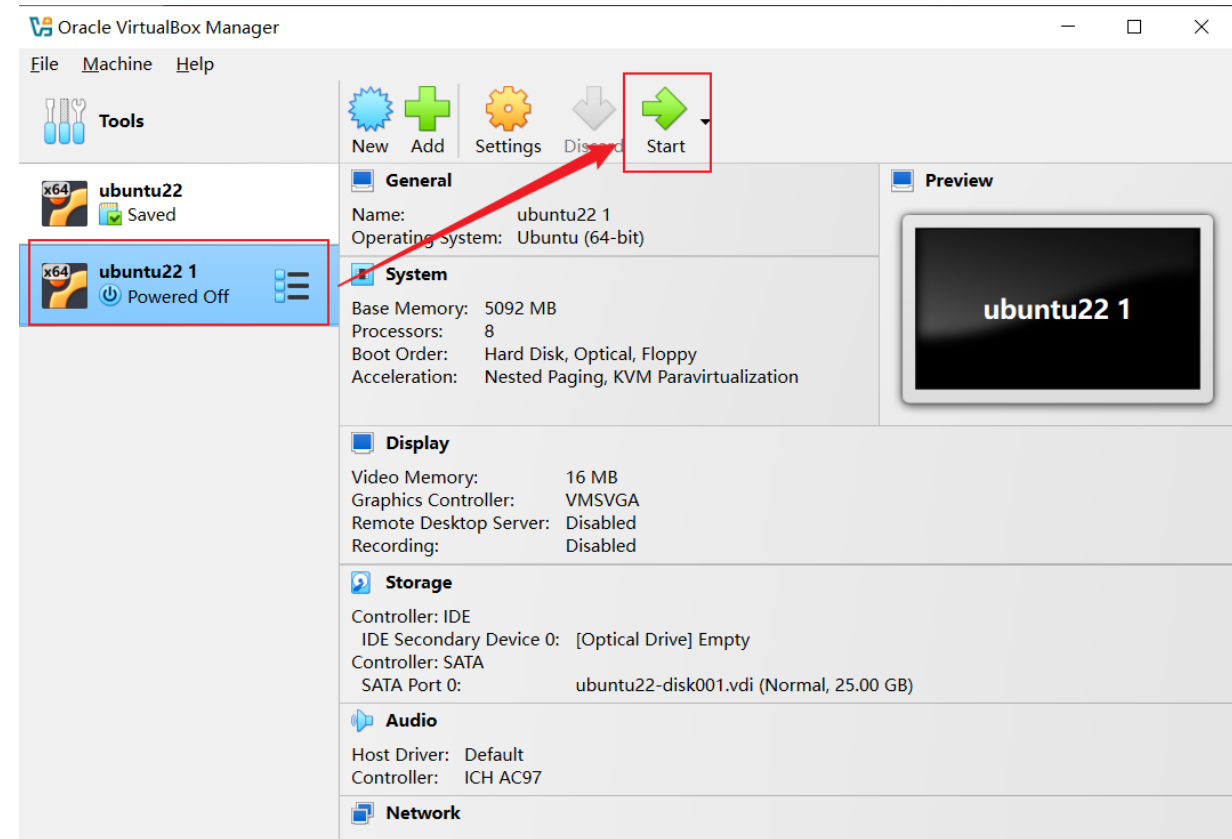 Oracle VirtualBox Manager
File Machine Help
Tools
New Add Settings Discard Start
x64 ubuntu22
Saved
x64 ubuntu22 1
Powered Off
General
Name: ubuntu22 1
Operating System: Ubuntu (64-bit)
Preview
ubuntu22 1
System
Base Memory: 5092 MB
Processors: 8
Boot Order: Hard Disk, Optical, Floppy
Acceleration: Nested Paging, KVM Paravirtualization
Display
Video Memory: 16 MB
Graphics Controller: VMSVGA
Remote Desktop Server: Disabled
Recording: Disabled
Storage
Controller: IDE
IDE Secondary Device 0: [Optical Drive] Empty
Controller: SATA
SATA Port 0: ubuntu22-disk001.vdi (Normal, 25.00 GB)
Audio
Host Driver: Default
Controller: ICH AC97
Network